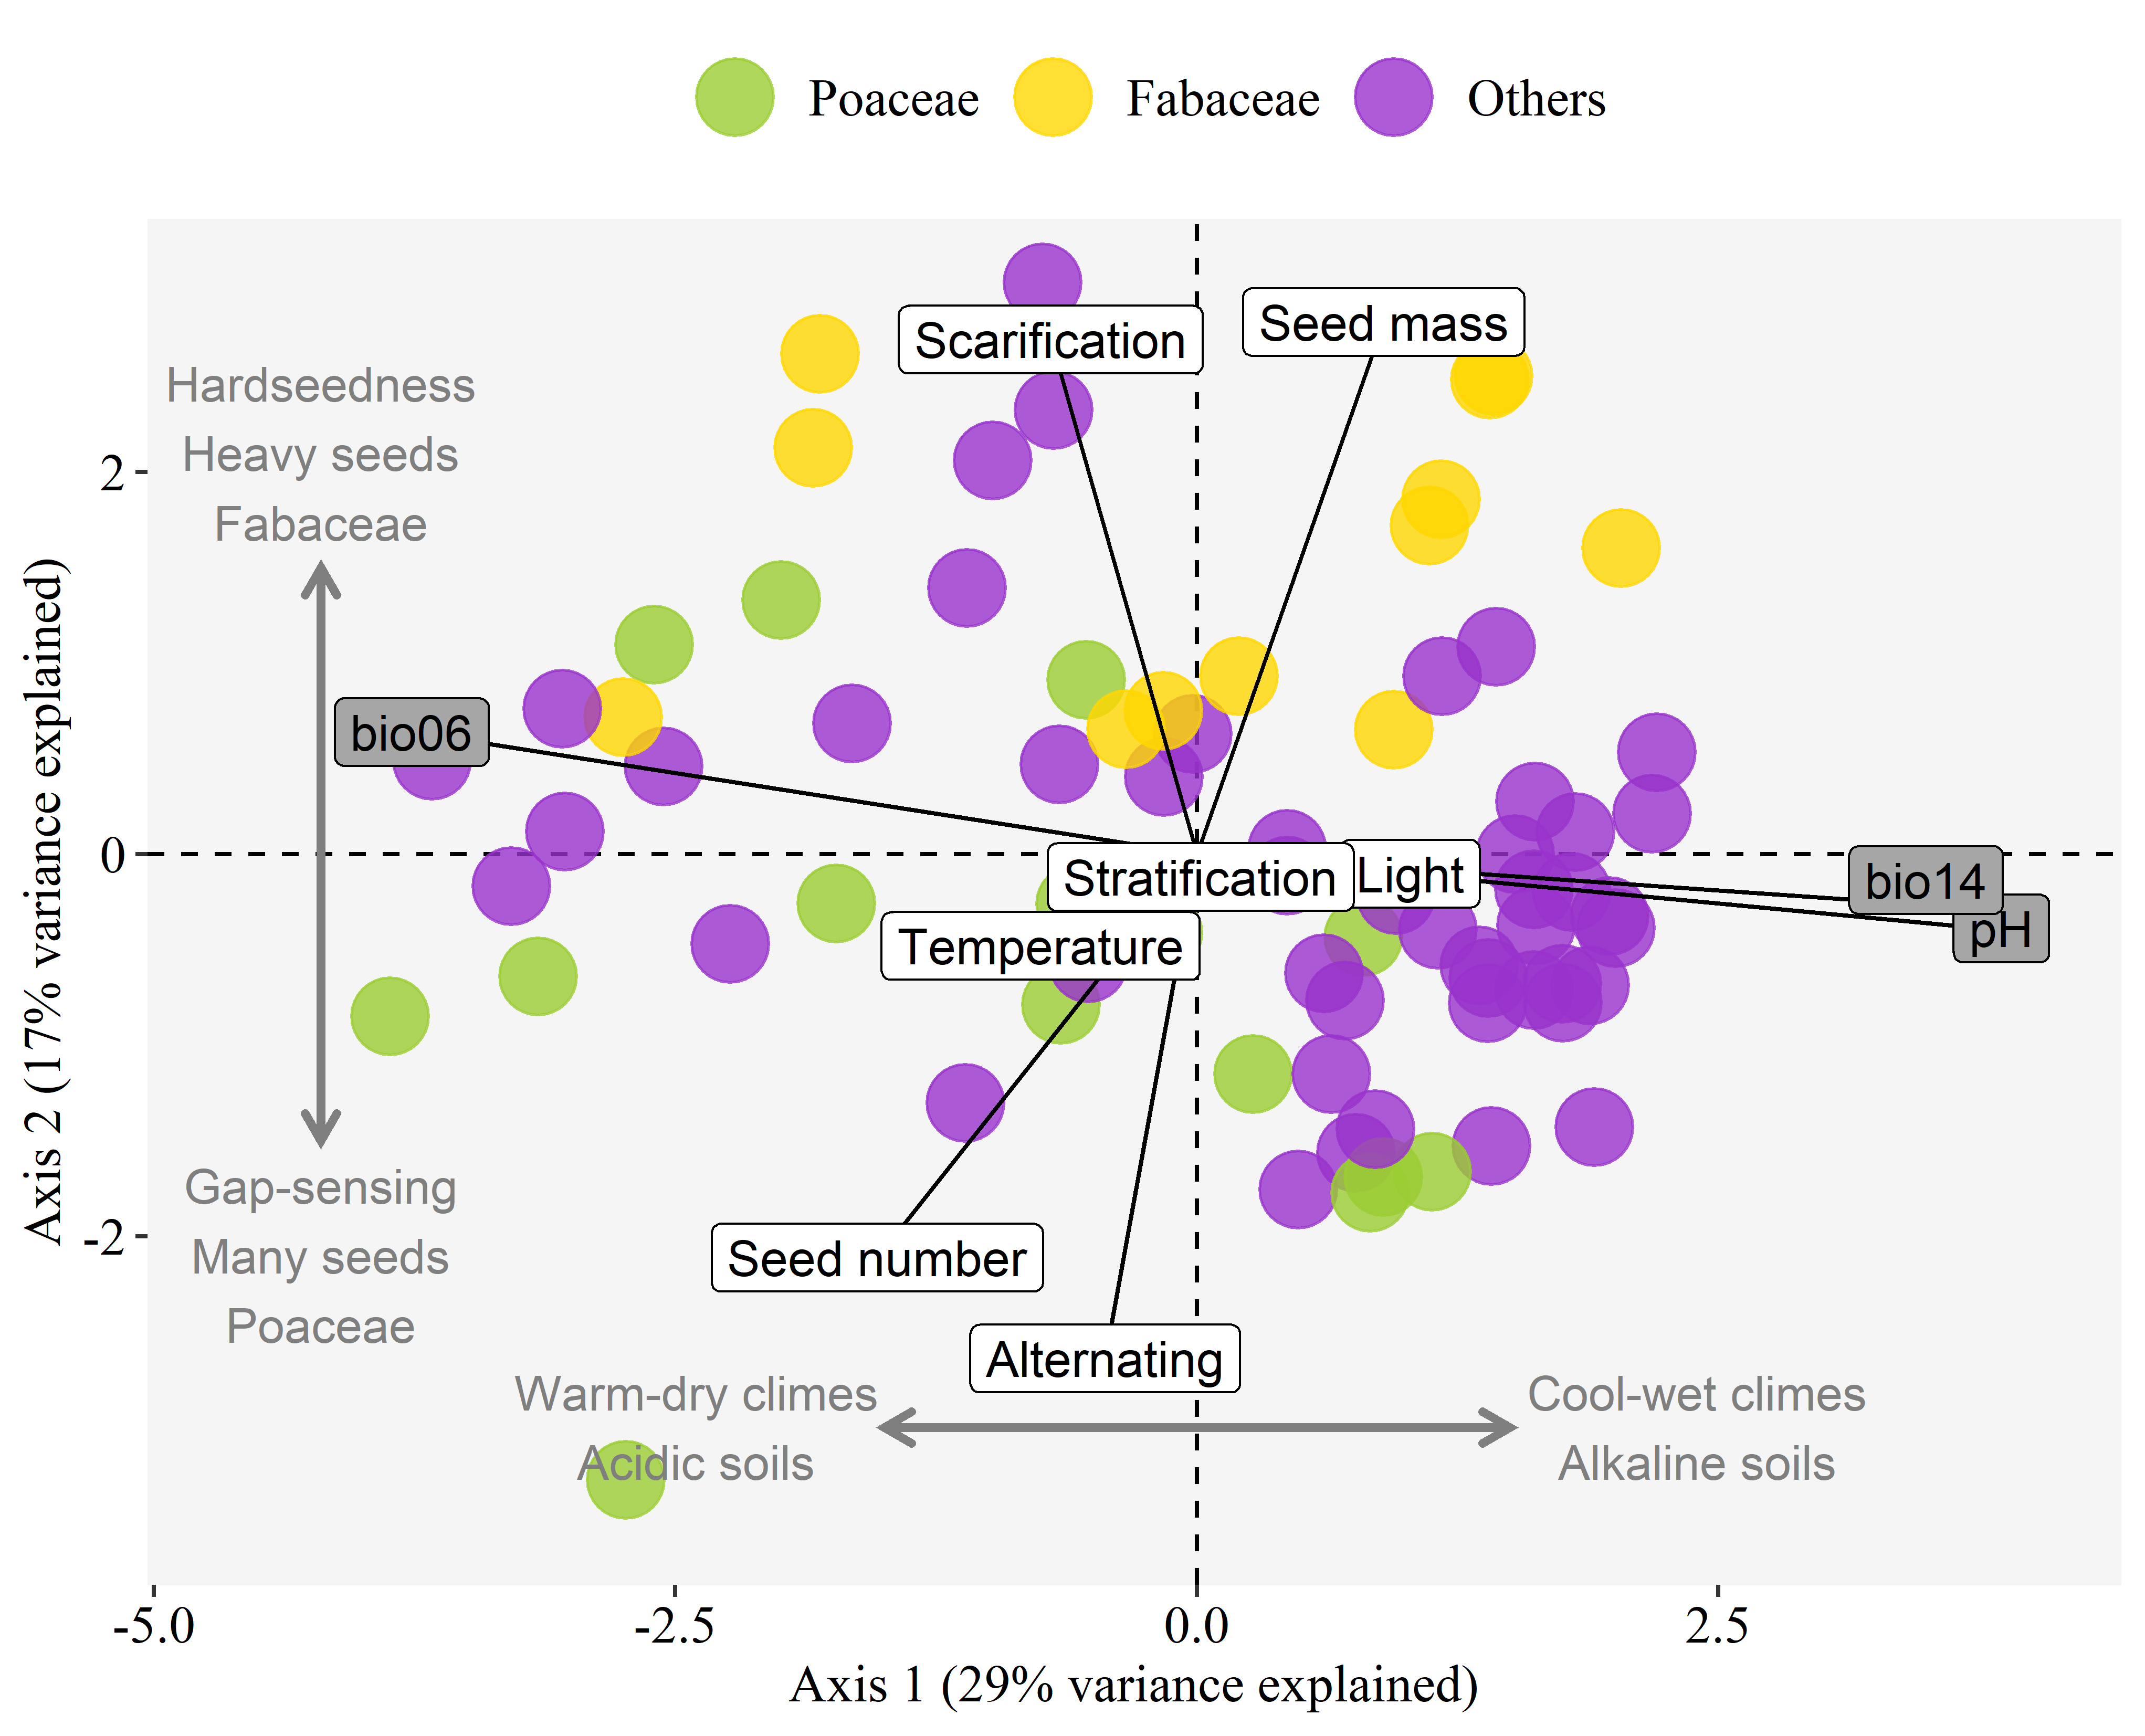 Poaceae Fabaceae Others
Scarification
Seed mass
Hardseedness
Heavy seeds
Fabaceae
2
bio06
0
Stratification
Light
bio14
pH
Temperature
Axis 2 (17% variance explained)
Gap-sensing
Many seeds
Poaceae
-2
Seed number
Alternating
Warm-dry climes
Acidic soils
Cool-wet climes
Alkaline soils
-5.0 -2.5 0.0 2.5
Axis 1 (29% variance explained)